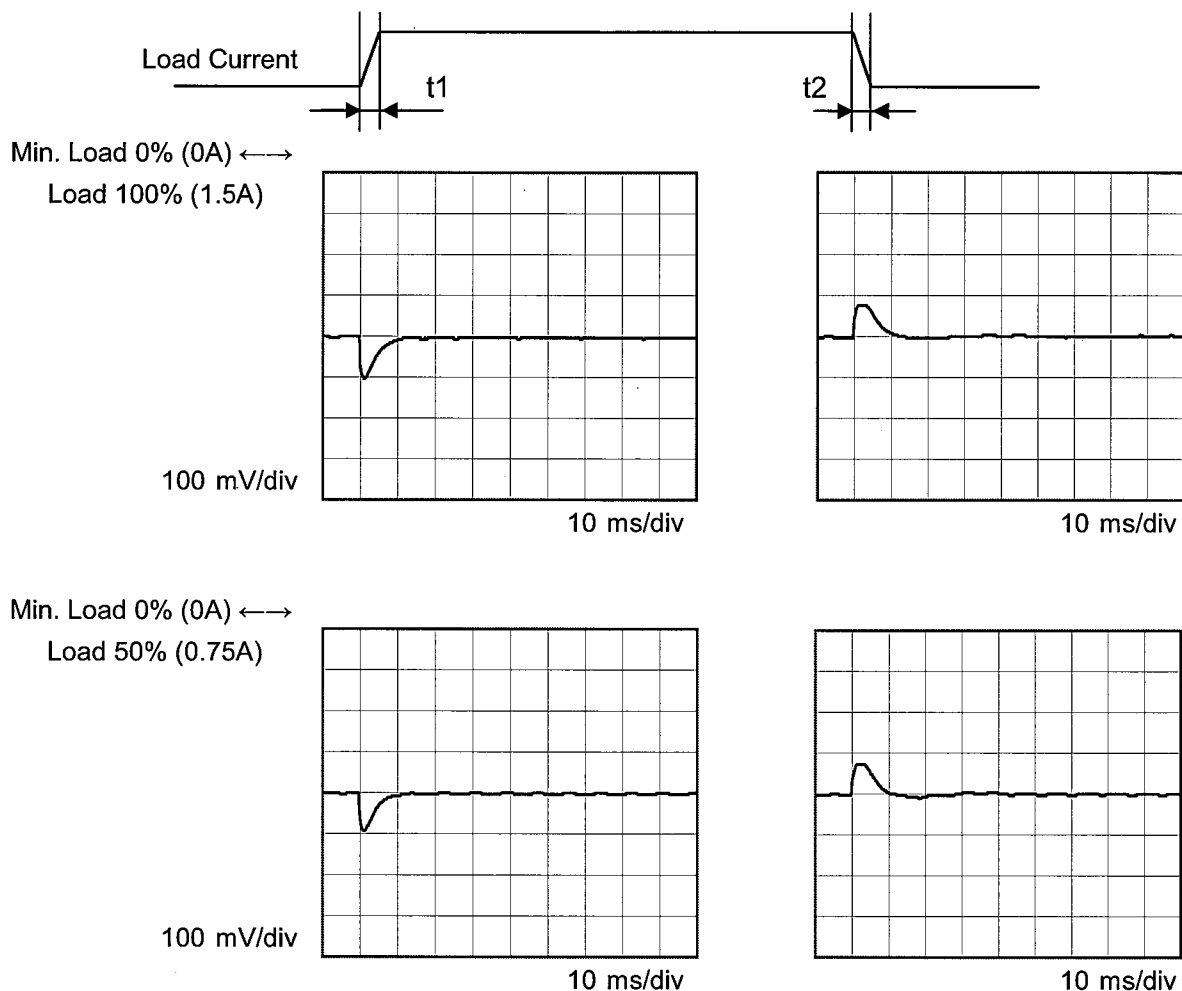 Load Current
t1
t2
Min. Load 0% (0A) ←→
Load 100% (1.5A)
100 mV/div
10 ms/div
10 ms/div
Min. Load 0% (0A) ←→
Load 50% (0.75A)
100 mV/div
10 ms/div
10 ms/div